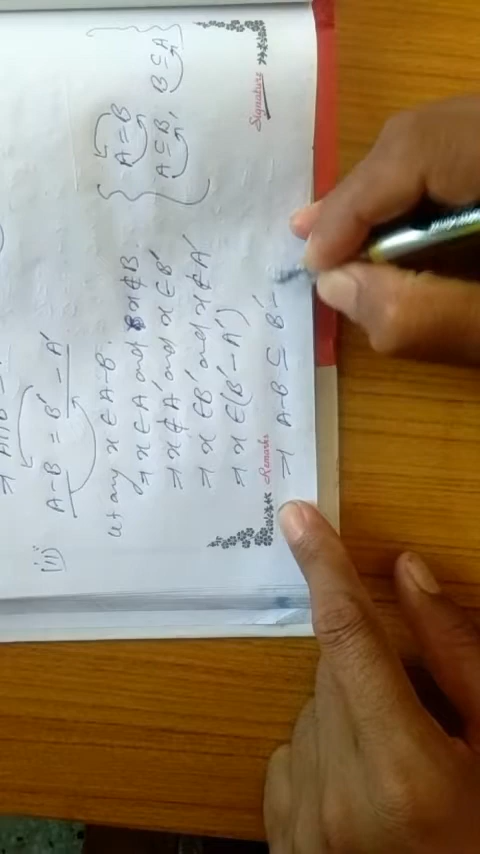 (ii) A-B = B' - A'
Let any x ∈ A-B.
⇒ x ∈ A and x ∉ B.
⇒ x ∉ A' and x ∈ B'
⇒ x ∈ B' and x ∉ A'
⇒ x ∈ (B' - A')
⇒ A-B ⊆ B' -
{ A = B
A ⊆ B, B ⊆ A }
Remarks
Signature